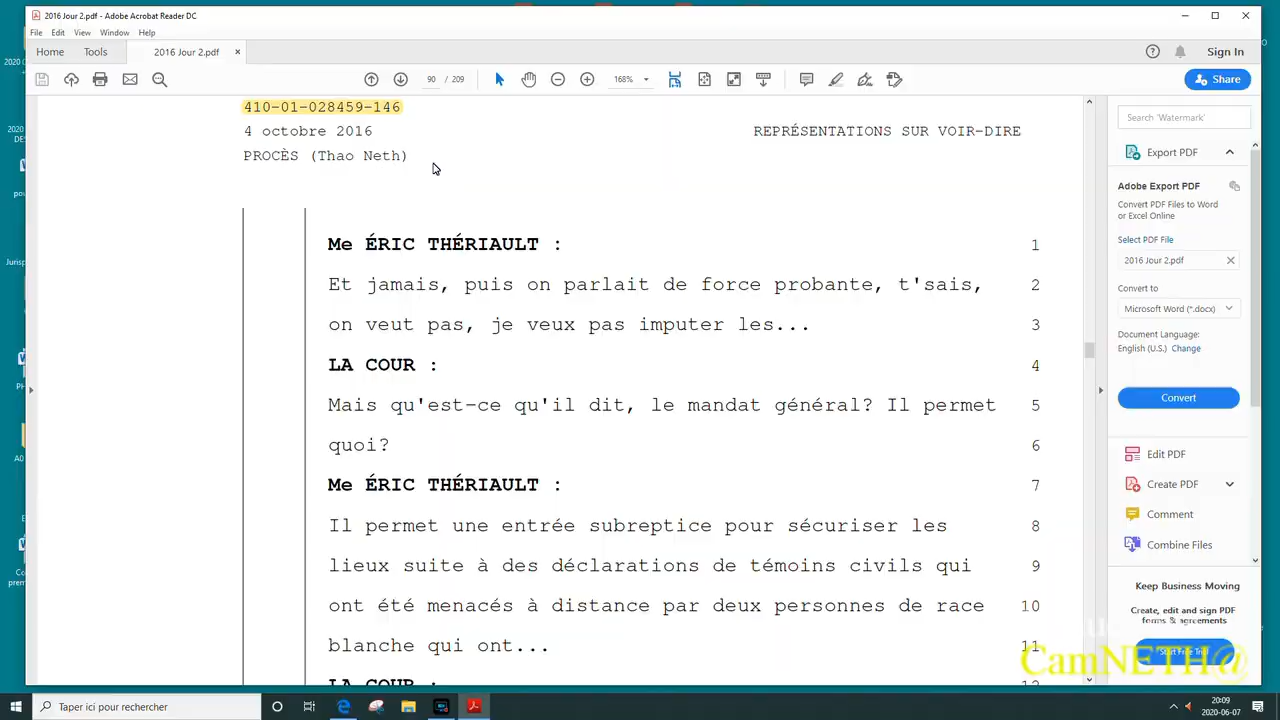 2016 Jour 2.pdf - Adobe Acrobat Reader DC
File Edit View Window Help
Home Tools 2016 Jour 2.pdf × Sign In
90 / 209 168% Share
410-01-028459-146
4 octobre 2016 REPRÉSENTATIONS SUR VOIR-DIRE
PROCÈS (Thao Neth)
Me ÉRIC THÉRIAULT : 1
Et jamais, puis on parlait de force probante, t'sais, 2
on veut pas, je veux pas imputer les... 3
LA COUR : 4
Mais qu'est-ce qu'il dit, le mandat général? Il permet 5
quoi? 6
Me ÉRIC THÉRIAULT : 7
Il permet une entrée subreptice pour sécuriser les 8
lieux suite à des déclarations de témoins civils qui 9
ont été menacés à distance par deux personnes de race 10
blanche qui ont... 11
LA COUR : 12
Search 'Watermark'
Export PDF
Adobe Export PDF
Convert PDF Files to Word
or Excel Online
Select PDF File
2016 Jour 2.pdf
Convert to
Microsoft Word (*.docx)
Document Language:
English (U.S.) Change
Convert
Edit PDF
Create PDF
Comment
Combine Files
Keep Business Moving
Create, edit and sign PDF
forms & agreements
Start Free Trial
CamNETH@
Taper ici pour rechercher
20:09
2020-06-07